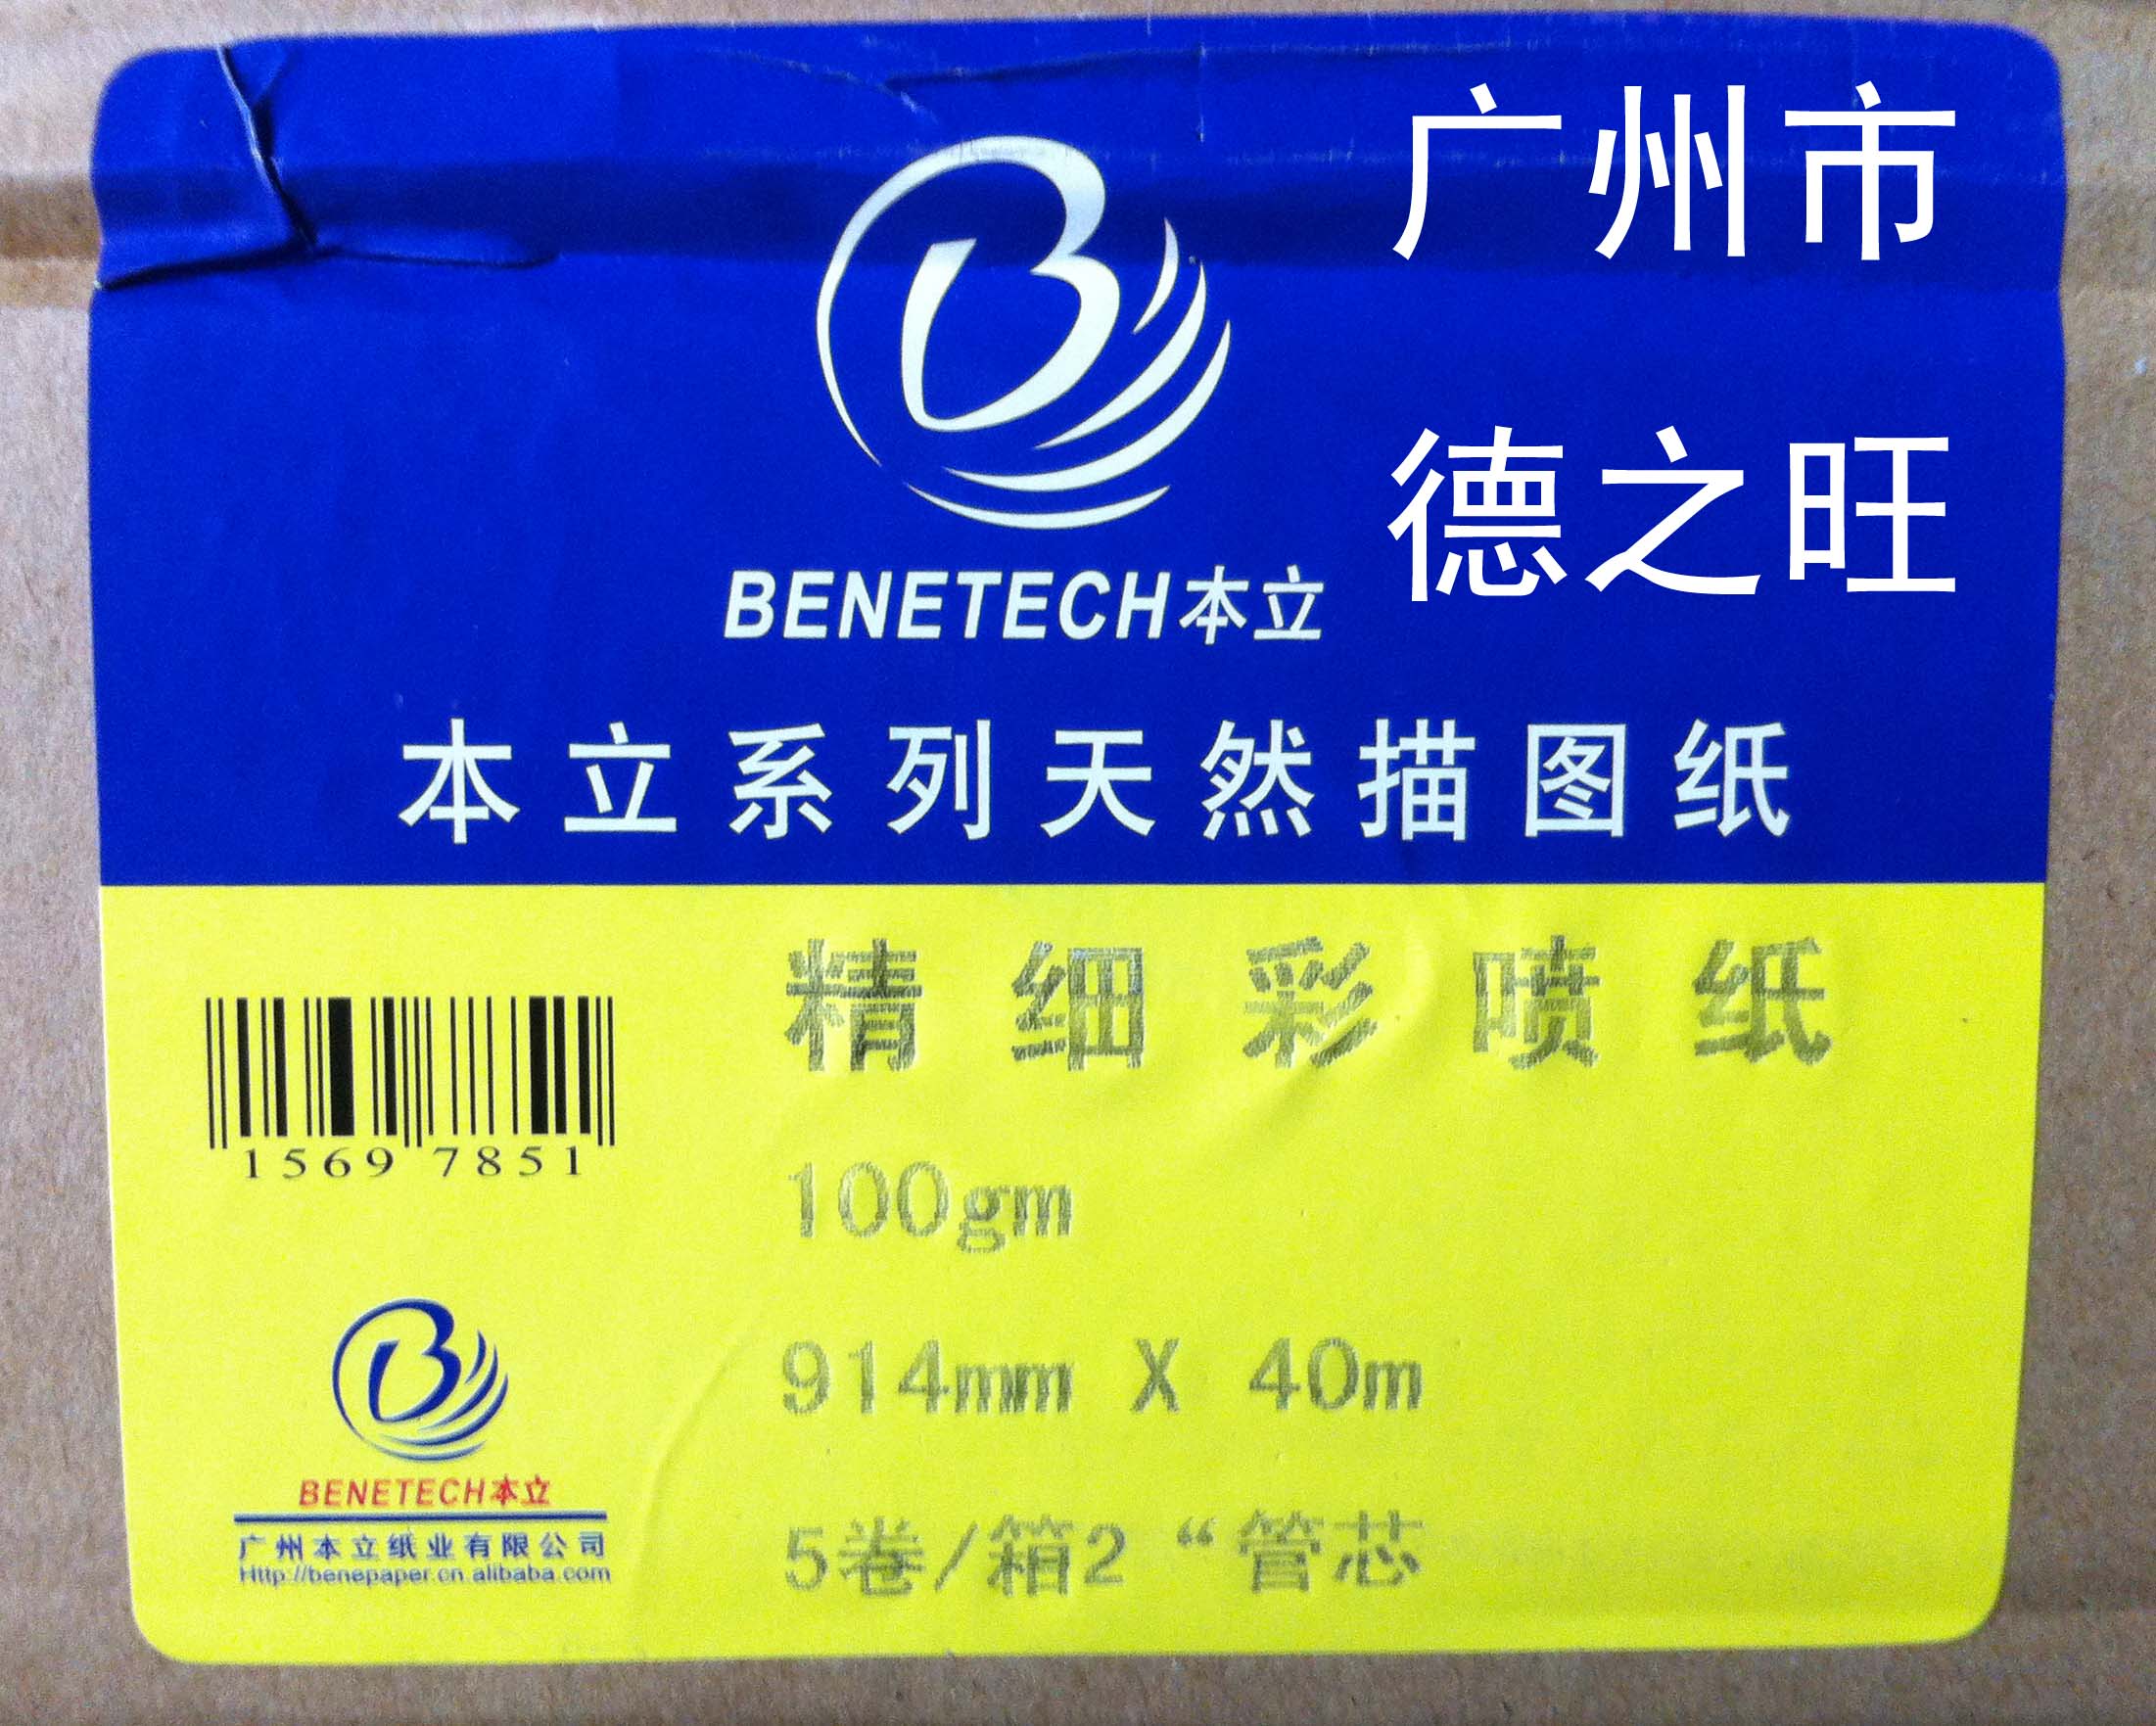 广州市
德之旺
BENETECH本立
本立系列天然描图纸
精细彩喷纸
1569 7851
100gm
914mm X 40m
5卷/箱2 “管芯
BENETECH本立
广州本立纸业有限公司
Http://benepaper.cn.alibaba.com